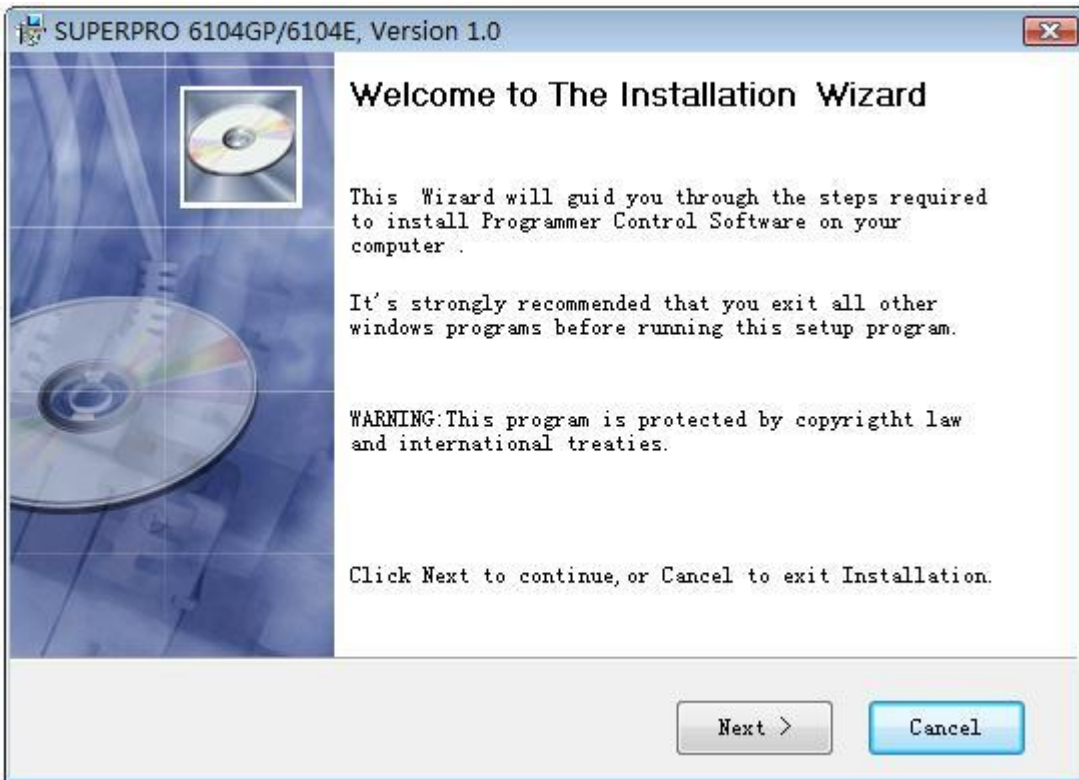 SUPERPRO 6104GP/6104E, Version 1.0
Welcome to The Installation  Wizard
This  Wizard will guid you through the steps required
to install Programmer Control Software on your
computer .
It's strongly recommended that you exit all other
windows programs before running this setup program.
WARNING:This program is protected by copyrigtht law
and international treaties.
Click Next to continue,or Cancel to exit Installation.
Next >
Cancel